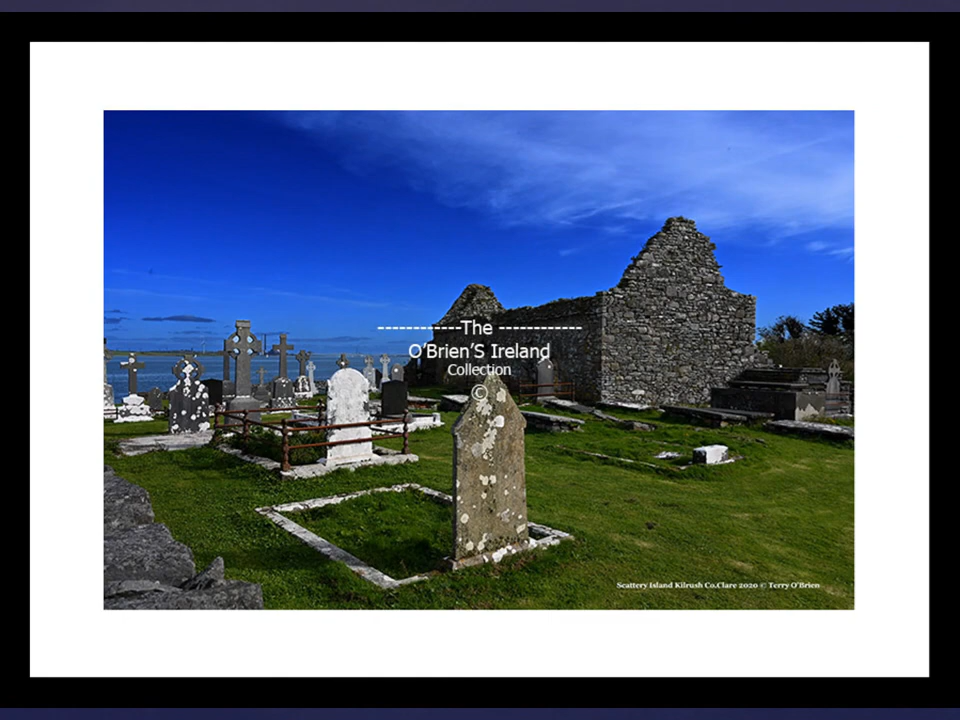 ------------The ------------
O'Brien'S Ireland
Collection
©
Scattery Island Kilrush Co.Clare 2020 © Terry O'Brien